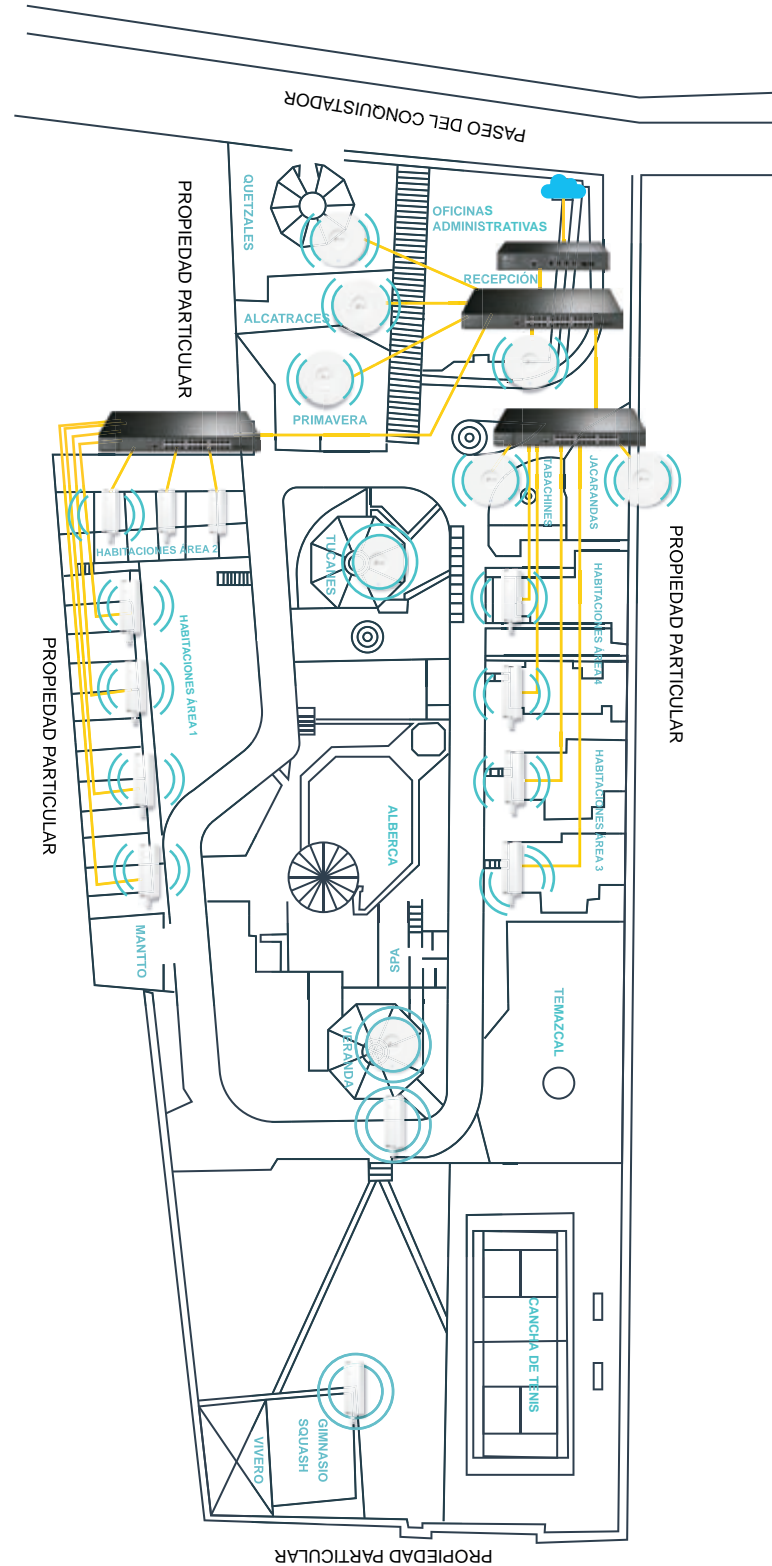 PASEO DEL CONQUISTADOR
PROPIEDAD PARTICULAR
QUETZALES
OFICINAS
ADMINISTRATIVAS
RECEPCIÓN
ALCATRACES
PRIMAVERA
TABACHINES
JACARANDAS
HABITACIONES ÁREA 2
TUCANES
PROPIEDAD PARTICULAR
HABITACIONES ÁREA 4
HABITACIONES ÁREA 1
PROPIEDAD PARTICULAR
HABITACIONES ÁREA 3
ALBERCA
MANTTO
SPA
TEMAZCAL
VERANDA
CANCHA DE TENIS
GIMNASIO
SQUASH
VIVERO
PROPIEDAD PARTICULAR